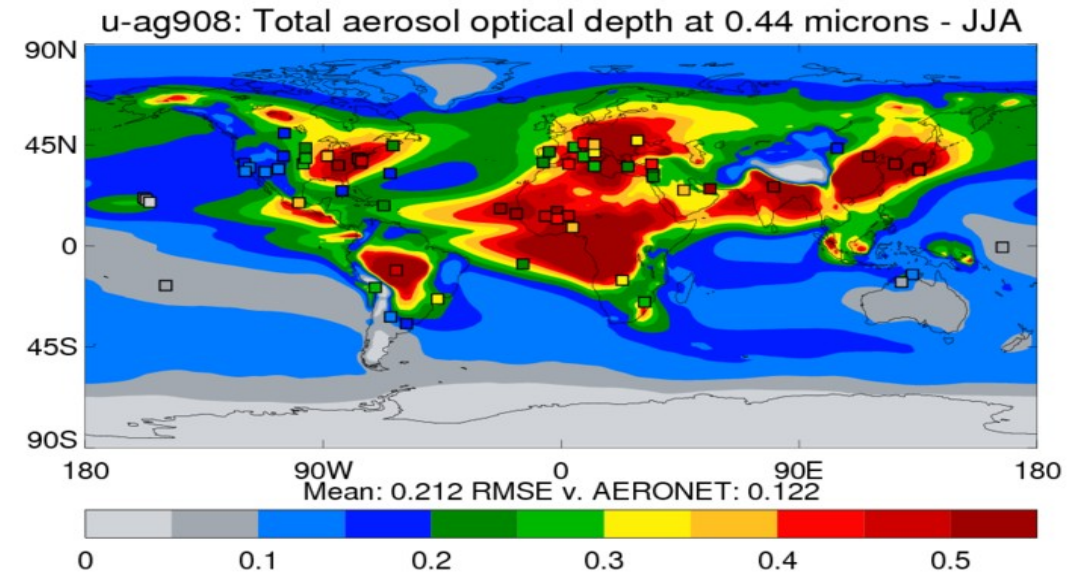 u-ag908: Total aerosol optical depth at 0.44 microns - JJA
90N
45N
0
45S
90S
180 90W 0 90E 180
Mean: 0.212 RMSE v. AERONET: 0.122
0 0.1 0.2 0.3 0.4 0.5